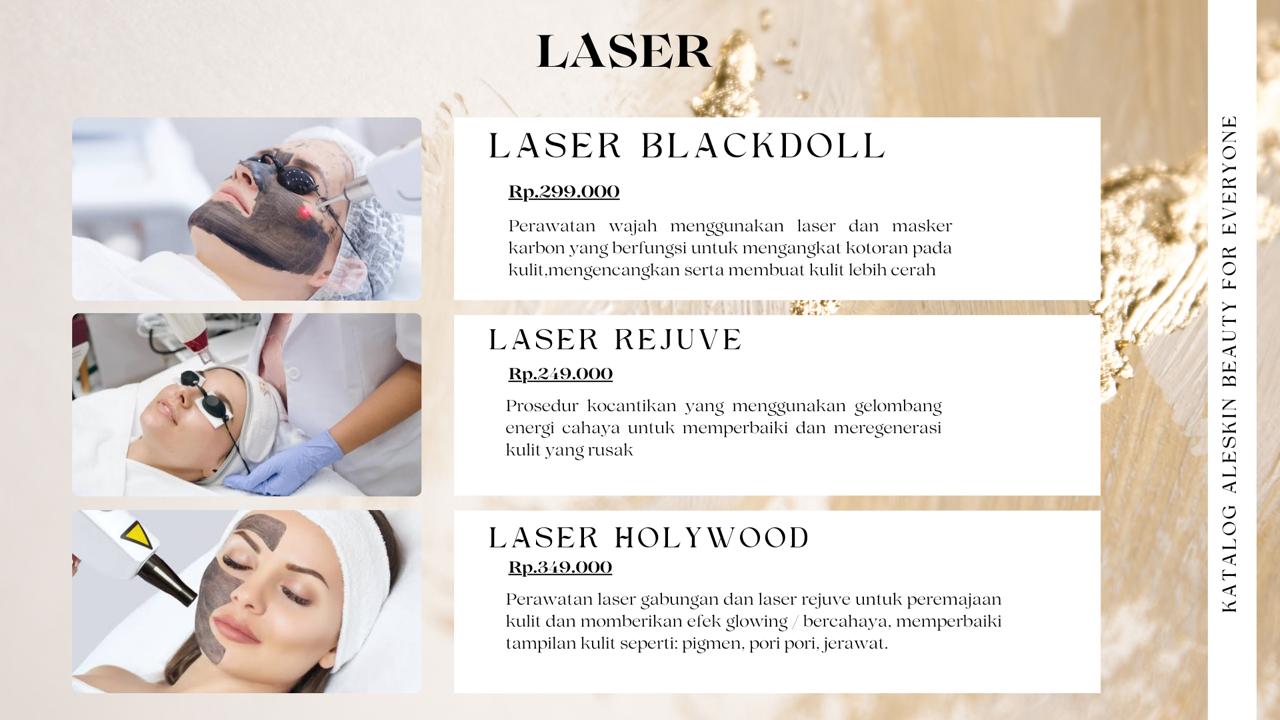 LASER
LASER BLACKDOLL
Rp.299.000
Perawatan wajah menggunakan laser dan masker
karbon yang berfungsi untuk mengangkat kotoran pada
kulit,mengencangkan serta membuat kulit lebih cerah
LASER REJUVE
Rp.249.000
Prosedur kocantikan yang menggunakan gelombang
energi cahaya untuk memperbaiki dan meregenerasi
kulit yang rusak
LASER HOLYWOOD
Rp.349.000
Perawatan laser gabungan dan laser rejuve untuk peremajaan
kulit dan momberikan efek glowing / bercahaya, memperbaiki
tampilan kulit seperti: pigmen, pori pori, jerawat.
KATALOG ALESKIN BEAUTY FOR EVERYONE